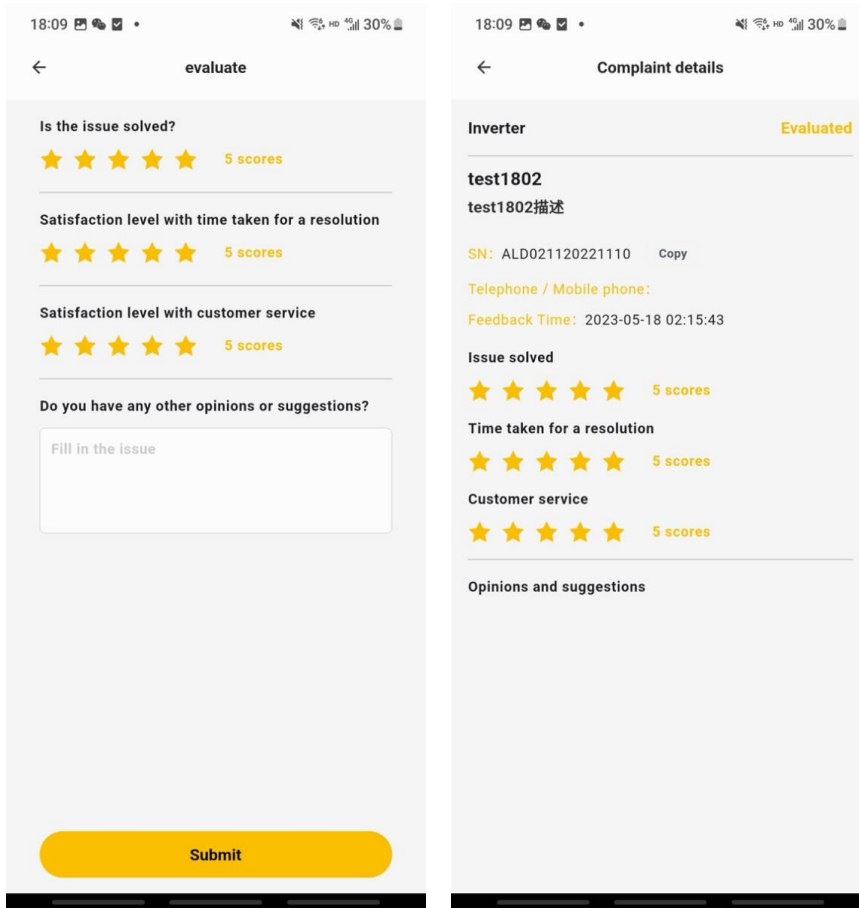 18:09 HD 4G 30%
evaluate
Is the issue solved?
5 scores
Satisfaction level with time taken for a resolution
5 scores
Satisfaction level with customer service
5 scores
Do you have any other opinions or suggestions?
Fill in the issue
Submit
18:09 HD 4G 30%
Complaint details
Inverter Evaluated
test1802
test1802描述
SN: ALD021120221110 Copy
Telephone / Mobile phone:
Feedback Time: 2023-05-18 02:15:43
Issue solved
5 scores
Time taken for a resolution
5 scores
Customer service
5 scores
Opinions and suggestions